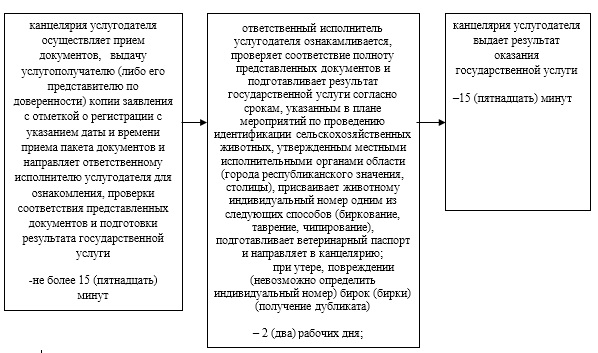 канцелярия услугодателя
осуществляет прием
документов, выдачу
услугополучателю (либо его
представителю по
доверенности) копии заявления
с отметкой о регистрации с
указанием даты и времени
приема пакета документов и
направляет ответственному
исполнителю услугодателя для
ознакомления, проверки
соответствия представленных
документов и подготовки
результата государственной
услуги
-не более 15 (пятнадцать)
минут
ответственный исполнитель
услугодателя ознакамливается,
проверяет соответствие полноту
представленных документов и
подготавливает результат
государственной услуги согласно
срокам, указанным в плане
мероприятий по проведению
идентификации сельскохозяйственных
животных, утвержденным местными
исполнительными органами области
(города республиканского значения,
столицы), присваивает животному
индивидуальный номер одним из
следующих способов (биркование,
таврение, чипирование),
подготавливает ветеринарный паспорт
и направляет в канцелярию;
при утере, повреждении
(невозможно определить
индивидуальный номер) бирок (бирки)
(получение дубликата)
– 2 (два) рабочих дня;
канцелярия услугодателя
выдает результат
оказания
государственной услуги
–15 (пятнадцать) минут